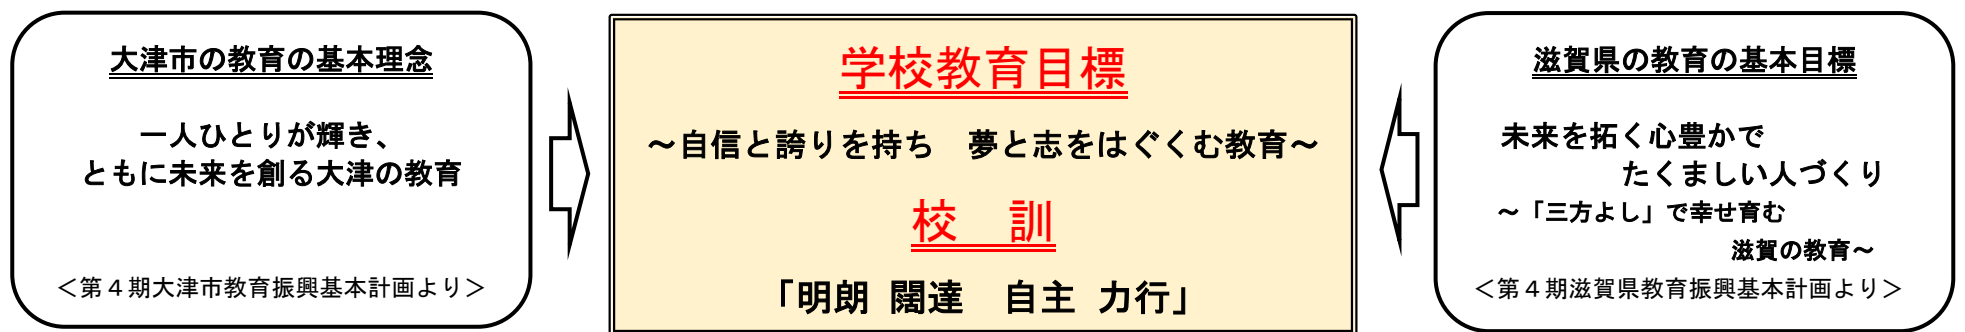 大津市の教育の基本理念
一人ひとりが輝き、
ともに未来を創る大津の教育
＜第４期大津市教育振興基本計画より＞
学校教育目標
～自信と誇りを持ち　夢と志をはぐくむ教育～
校　訓
「明朗 闊達　自主 力行」
滋賀県の教育の基本目標
未来を拓く心豊かで
たくましい人づくり
～「三方よし」で幸せ育む
滋賀の教育～
＜第４期滋賀県教育振興基本計画より＞